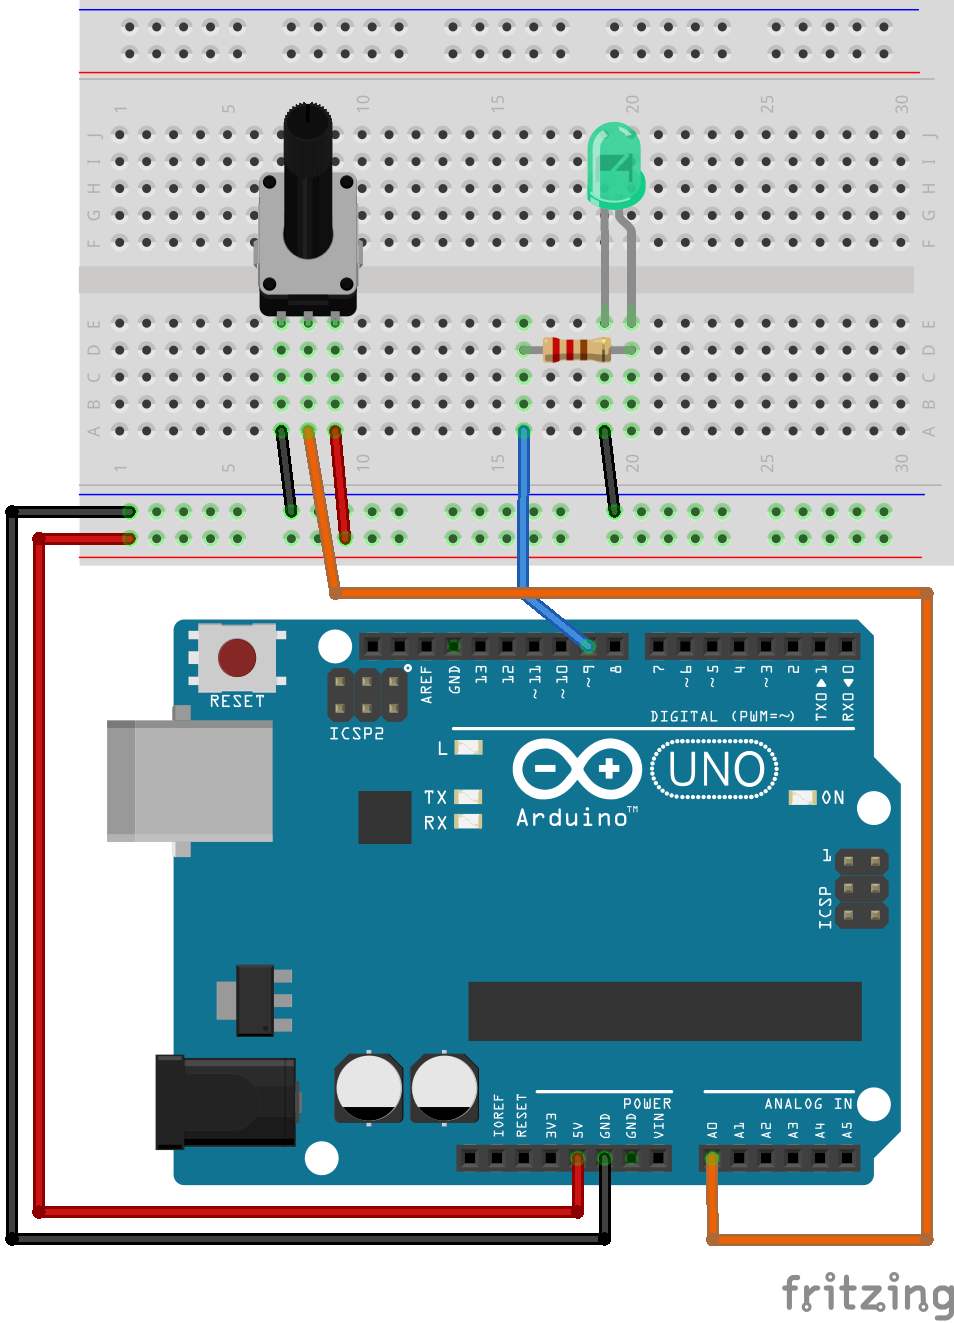 1 5 10 15 20 25 30
J J
I I
H H
G G
F F
E E
D D
C C
B B
A A
1 5 10 15 20 25 30
RESET
ICSP2
AREF GND 13 12 ~11 ~10 ~9 8 7 ~6 ~5 4 ~3 2 TX0▶1 RX0◀0
DIGITAL (PWM=~)
L
TX
RX
UNO
Arduino™
ON
1
ICSP
POWER
ANALOG IN
IOREF RESET 3V3 5V GND GND VIN A0 A1 A2 A3 A4 A5
fritzing